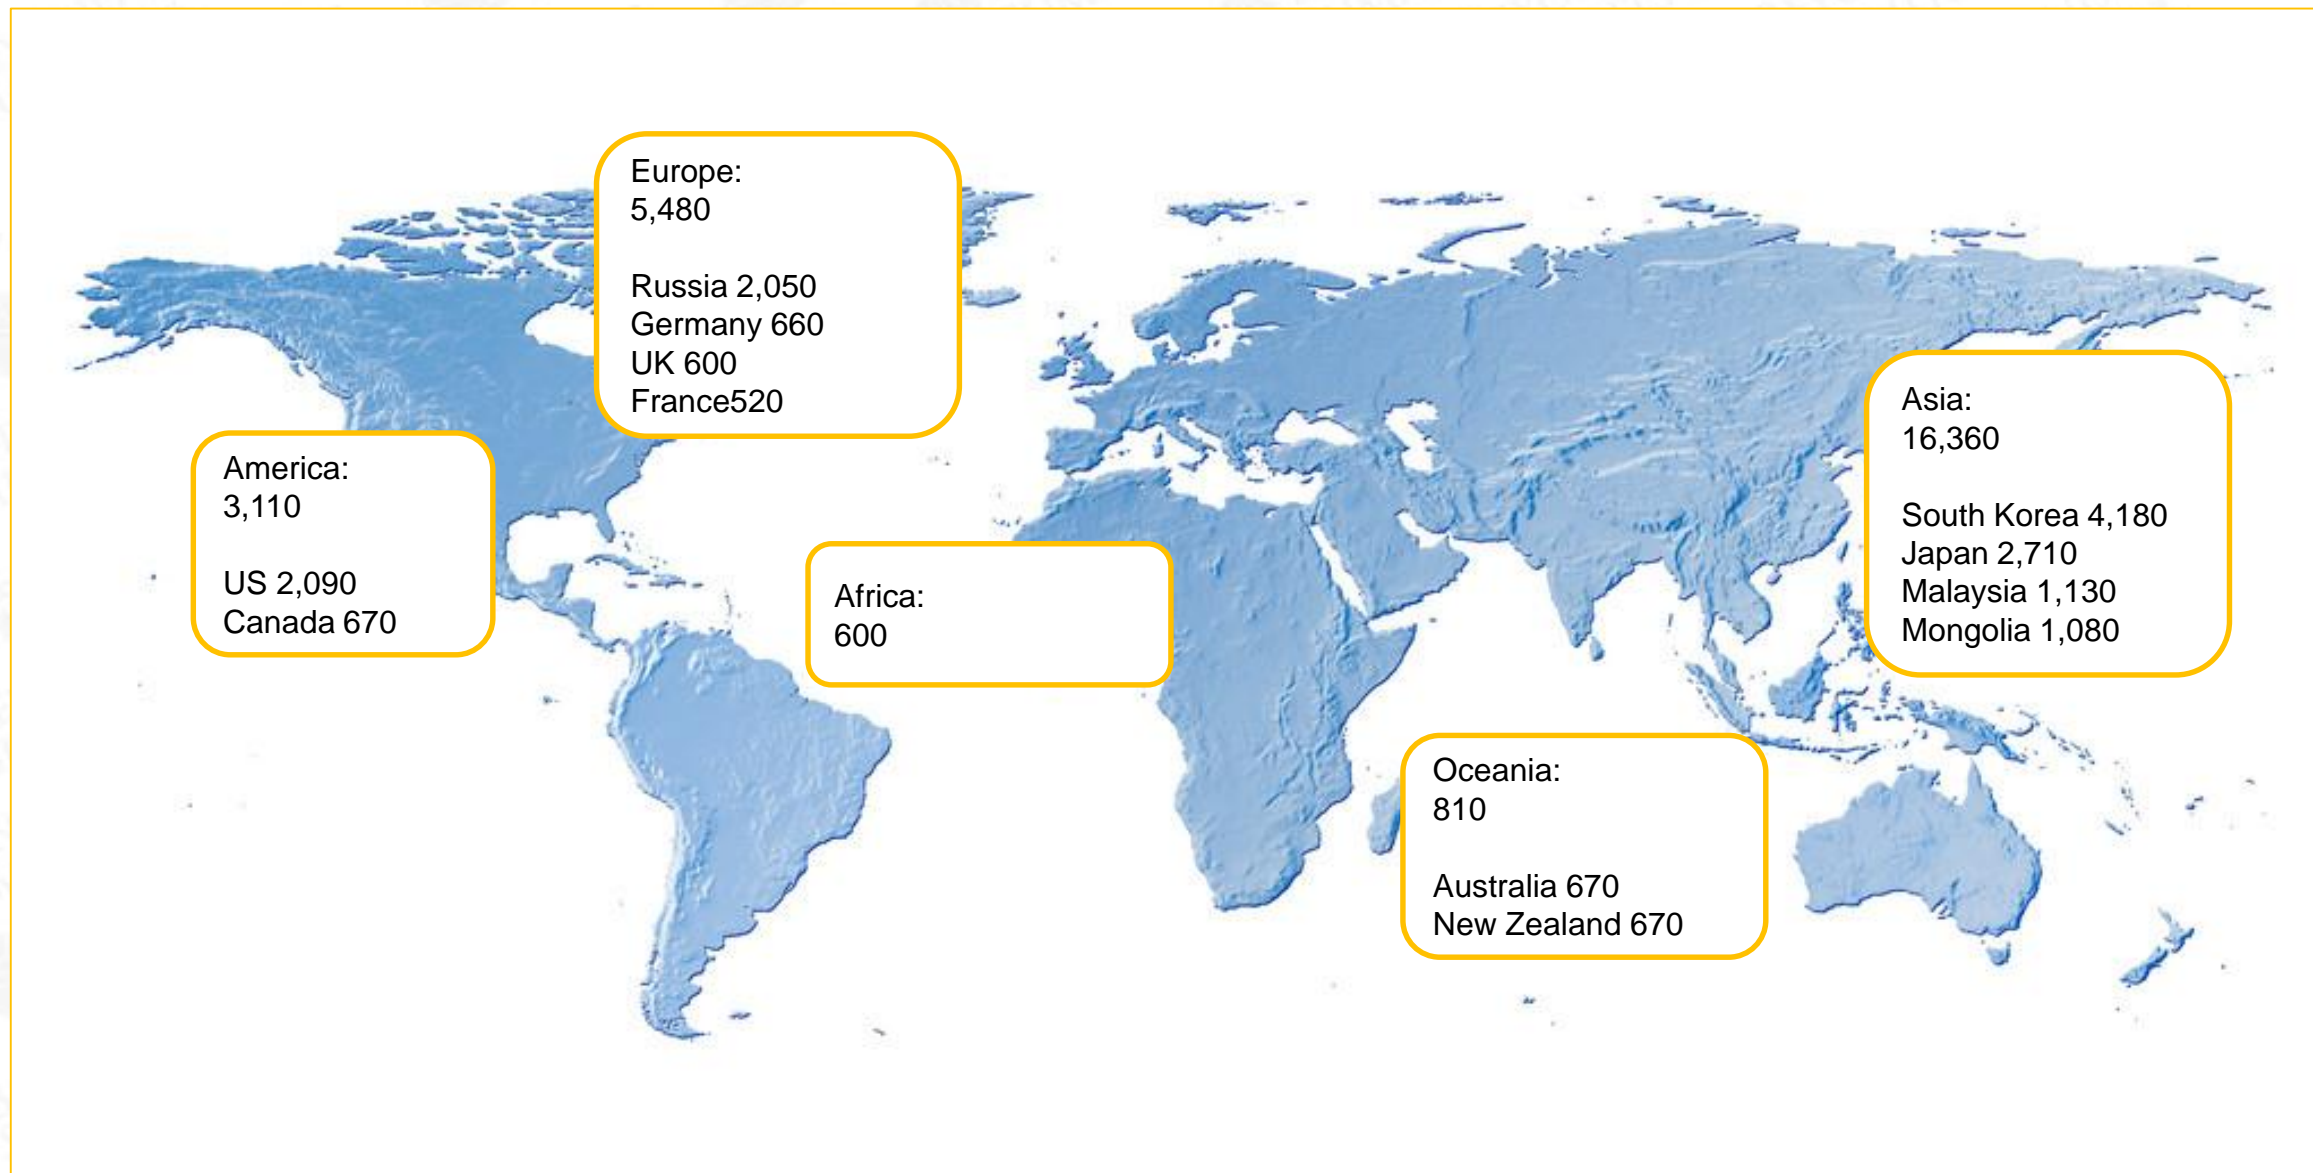 Europe:
5,480
Russia 2,050
Germany 660
UK 600
France520
America:
3,110
US 2,090
Canada 670
Africa:
600
Asia:
16,360
South Korea 4,180
Japan 2,710
Malaysia 1,130
Mongolia 1,080
Oceania:
810
Australia 670
New Zealand 670